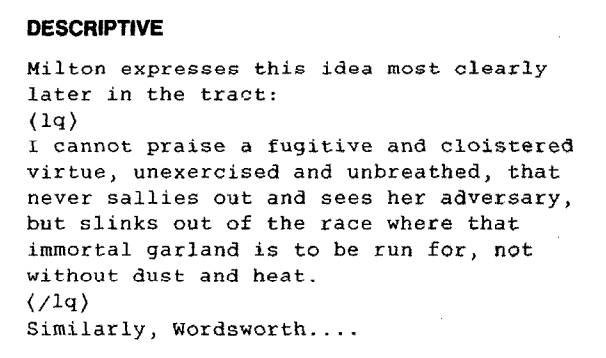 DESCRIPTIVE
Milton expresses this idea most clearly
later in the tract:
⟨lq⟩
I cannot praise a fugitive and cloistered
virtue, unexercised and unbreathed, that
never sallies out and sees her adversary,
but slinks out of the race where that
immortal garland is to be run for, not
without dust and heat.
⟨/lq⟩
Similarly, Wordsworth....